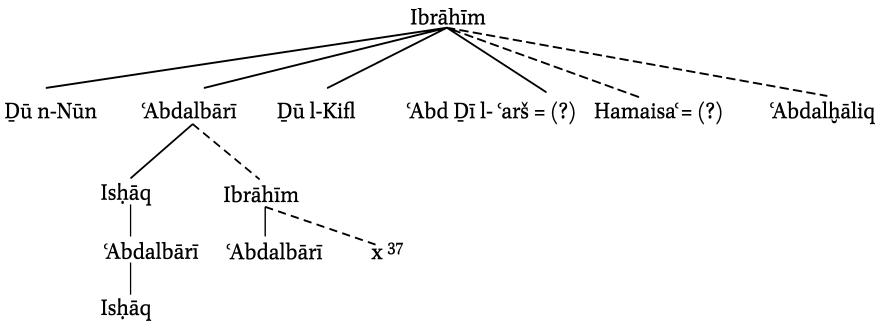 Ibrāhīm
Ḏū n-Nūn ʿAbdalbārī Ḏū l-Kifl ʿAbd Ḏī l- ʿarš = (?) Hamaisaʿ = (?) ʿAbdalḫāliq
Isḥāq Ibrāhīm
ʿAbdalbārī ʿAbdalbārī x 37
Isḥāq